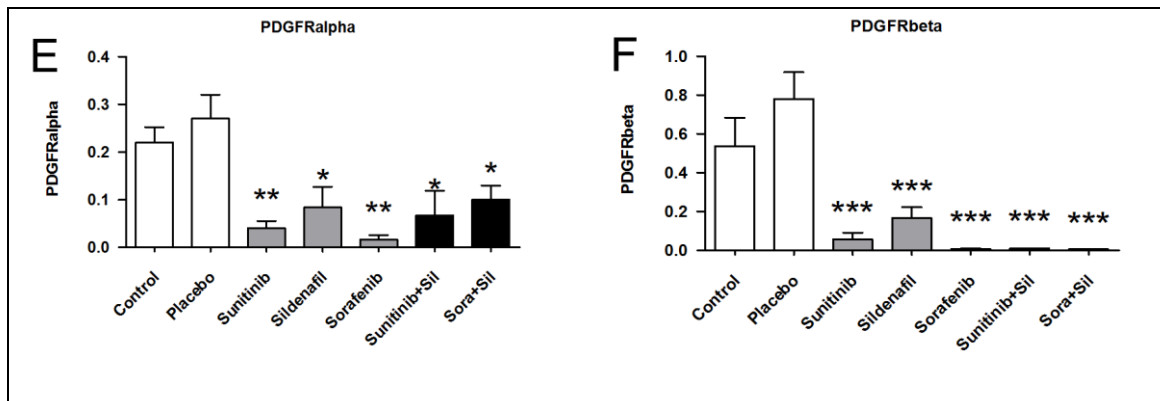 E
PDGFRalpha
PDGFRalpha
0.4
0.3
0.2
0.1
0.0
** * ** * *
Control
Placebo
Sunitinib
Sildenafil
Sorafenib
Sunitinib+Sil
Sora+Sil
F
PDGFRbeta
PDGFRbeta
1.0
0.8
0.6
0.4
0.2
0.0
*** *** *** *** ***
Control
Placebo
Sunitinib
Sildenafil
Sorafenib
Sunitinib+Sil
Sora+Sil